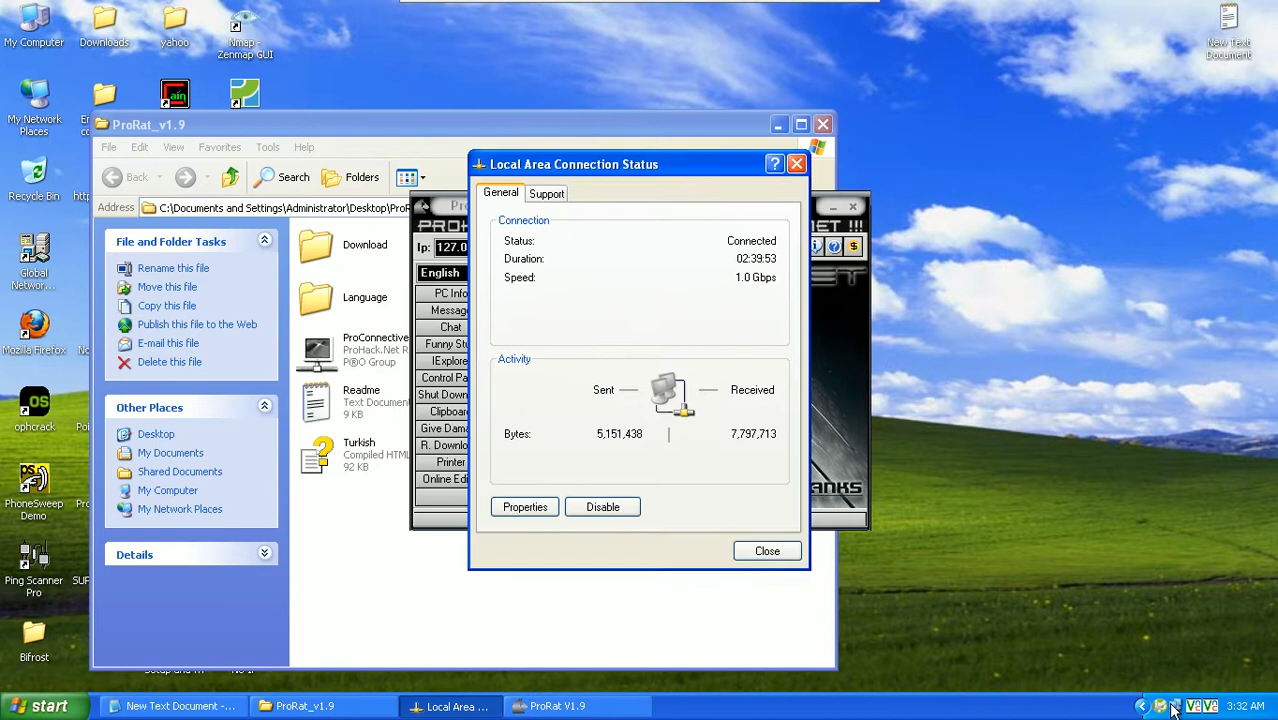 My Computer
Downloads
yahoo
Nmap -
Zenmap GUI
New Text
Document
My Network
Places
Recycle Bin
Global
Network...
Mozilla Firefox
ophcrack
PhoneSweep
Demo
Ping Scanner
Pro
Bifrost
ProRat_v1.9
File Edit View Favorites Tools Help
Back Search Folders
Address C:\Documents and Settings\Administrator\Desktop\ProR
File and Folder Tasks
Rename this file
Move this file
Copy this file
Publish this file to the Web
E-mail this file
Delete this file
Other Places
Desktop
My Documents
Shared Documents
My Computer
My Network Places
Details
Download
Language
ProConnective
ProHack.Net R
P®O Group
Readme
Text Document
9 KB
Turkish
Compiled HTML
92 KB
Ip: 127.0
English
PC Info
Message
Chat
Funny Stu
!Explore
Control Pa
Shut Down
Clipboard
Give Dama
R. Downlo
Printer
Online Edi
Local Area Connection Status
General Support
Connection
Status: Connected
Duration: 02:39:53
Speed: 1.0 Gbps
Activity
Sent Received
Bytes: 5,151,438 7,797,713
Properties Disable
Close
start
New Text Document -...
ProRat_v1.9
Local Area ...
ProRat V1.9
3:32 AM